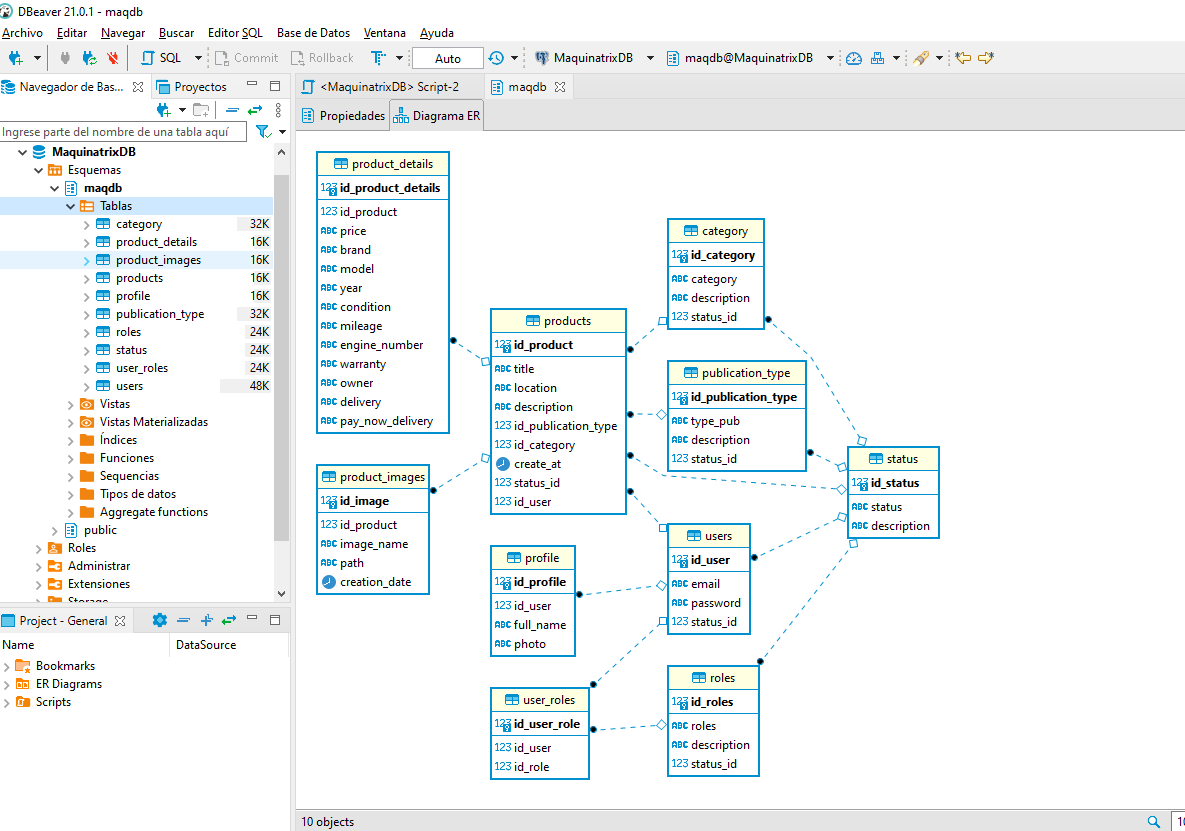 DBeaver 21.0.1 - maqdb
Archivo Editar Navegar Buscar Editor SQL Base de Datos Ventana Ayuda
SQL Commit Rollback Auto MaquinatrixDB maqdb@MaquinatrixDB
Navegador de Bas... Proyectos
Ingrese parte del nombre de una tabla aquí
MaquinatrixDB
Esquemas
maqdb
Tablas
category 32K
product_details 16K
product_images 16K
products 16K
profile 16K
publication_type 32K
roles 24K
status 24K
user_roles 24K
users 48K
Vistas
Vistas Materializadas
Índices
Funciones
Sequencias
Tipos de datos
Aggregate functions
public
Roles
Administrar
Extensiones
Storage
Project - General
Name DataSource
Bookmarks
ER Diagrams
Scripts
<MaquinatrixDB> Script-2 maqdb
Propiedades Diagrama ER
product_details
123 id_product_details
123 id_product
ABC price
ABC brand
ABC model
ABC year
ABC condition
ABC mileage
ABC engine_number
ABC warranty
ABC owner
ABC delivery
ABC pay_now_delivery
product_images
123 id_image
123 id_product
ABC image_name
ABC path
creation_date
products
123 id_product
ABC title
ABC location
ABC description
123 id_publication_type
123 id_category
create_at
123 status_id
123 id_user
profile
123 id_profile
123 id_user
ABC full_name
ABC photo
user_roles
123 id_user_role
123 id_user
123 id_role
category
123 id_category
ABC category
ABC description
123 status_id
publication_type
123 id_publication_type
ABC type_pub
ABC description
123 status_id
users
123 id_user
ABC email
ABC password
123 status_id
roles
123 id_roles
ABC roles
ABC description
123 status_id
status
123 id_status
ABC status
ABC description
10 objects